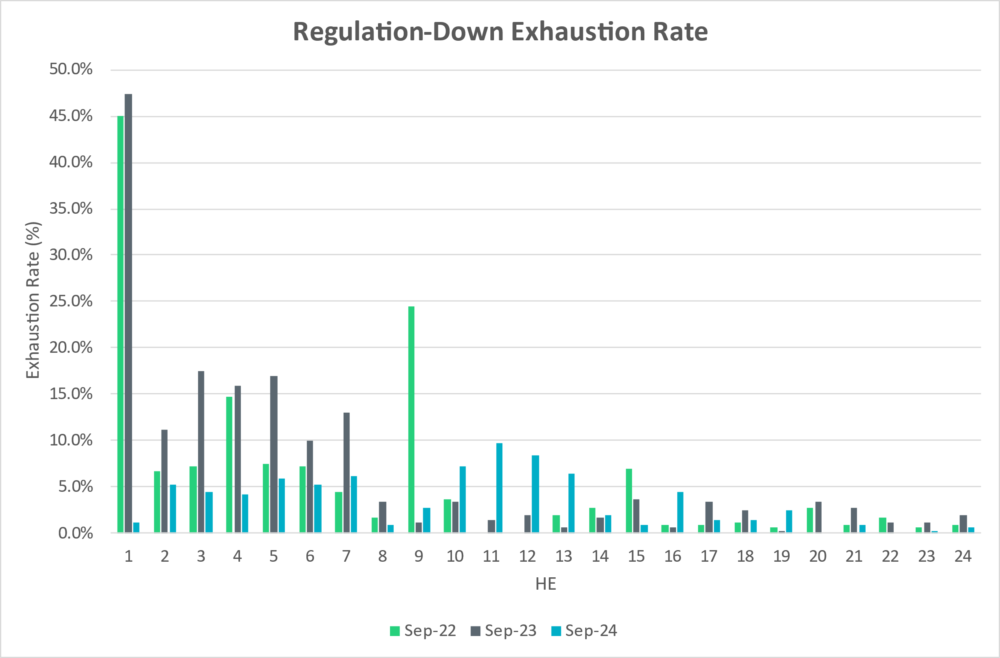 Regulation-Down Exhaustion Rate
50.0%
45.0%
40.0%
35.0%
30.0%
25.0%
20.0%
15.0%
10.0%
5.0%
0.0%
Exhaustion Rate (%)
1 2 3 4 5 6 7 8 9 10 11 12 13 14 15 16 17 18 19 20 21 22 23 24
HE
Sep-22 Sep-23 Sep-24